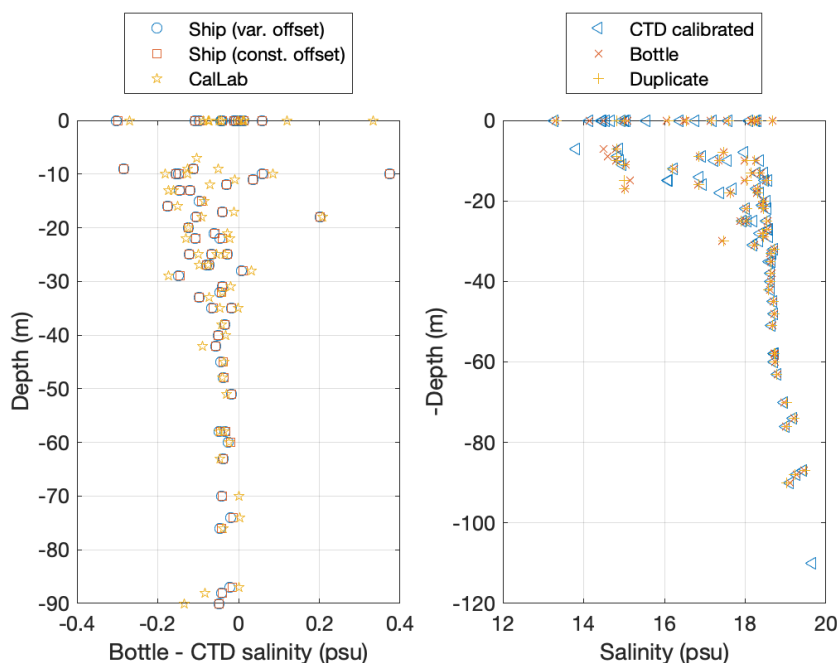 Ship (var. offset)
Ship (const. offset)
CalLab
0
-10
-20
-30
-40
-50
-60
-70
-80
-90
Depth (m)
-0.4
-0.2
0
0.2
0.4
Bottle - CTD salinity (psu)
CTD calibrated
Bottle
Duplicate
0
-20
-40
-60
-80
-100
-120
-Depth (m)
12
14
16
18
20
Salinity (psu)